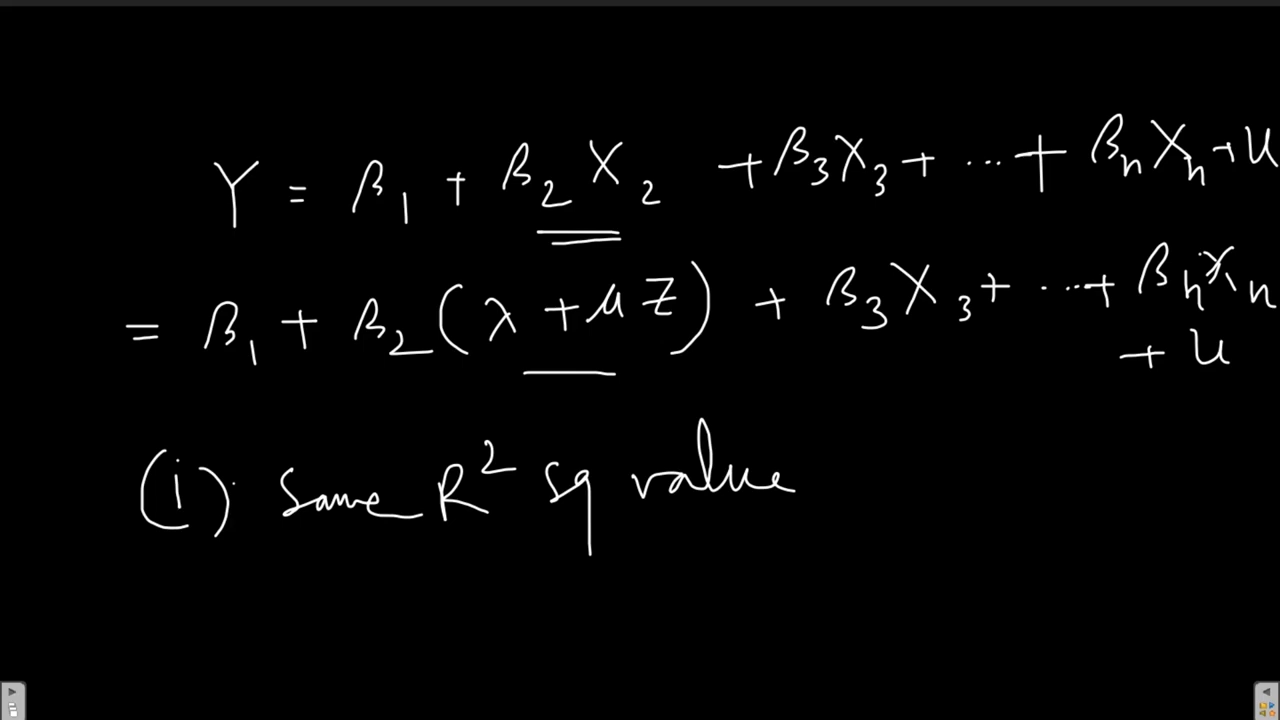 Y = β₁ + β₂X₂ + β₃X₃ + ... + βₙXₙ + u
= β₁ + β₂(λ + μZ) + β₃X₃ + ... + βₙXₙ
+ u
(i) Same R² sq value